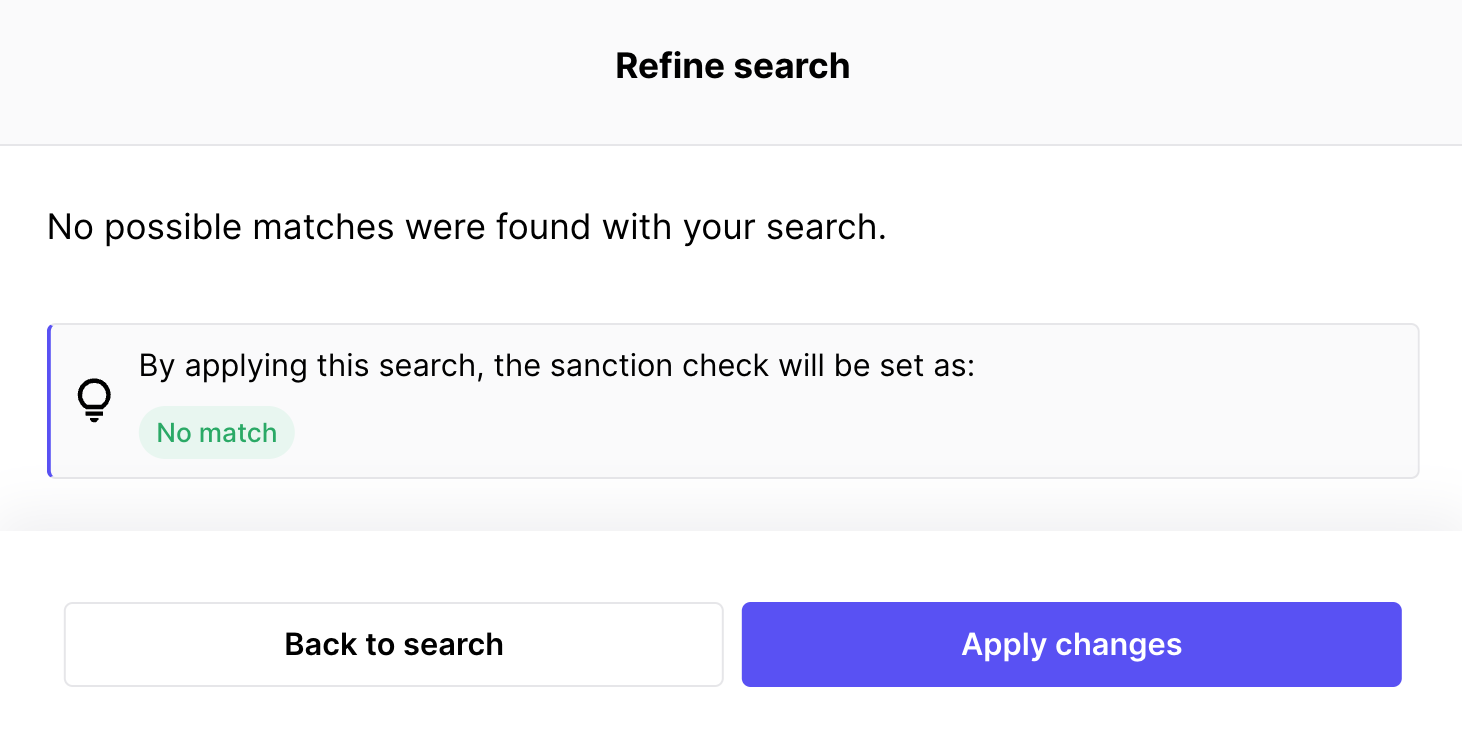 Refine search
No possible matches were found with your search.
By applying this search, the sanction check will be set as:
No match
Back to search
Apply changes